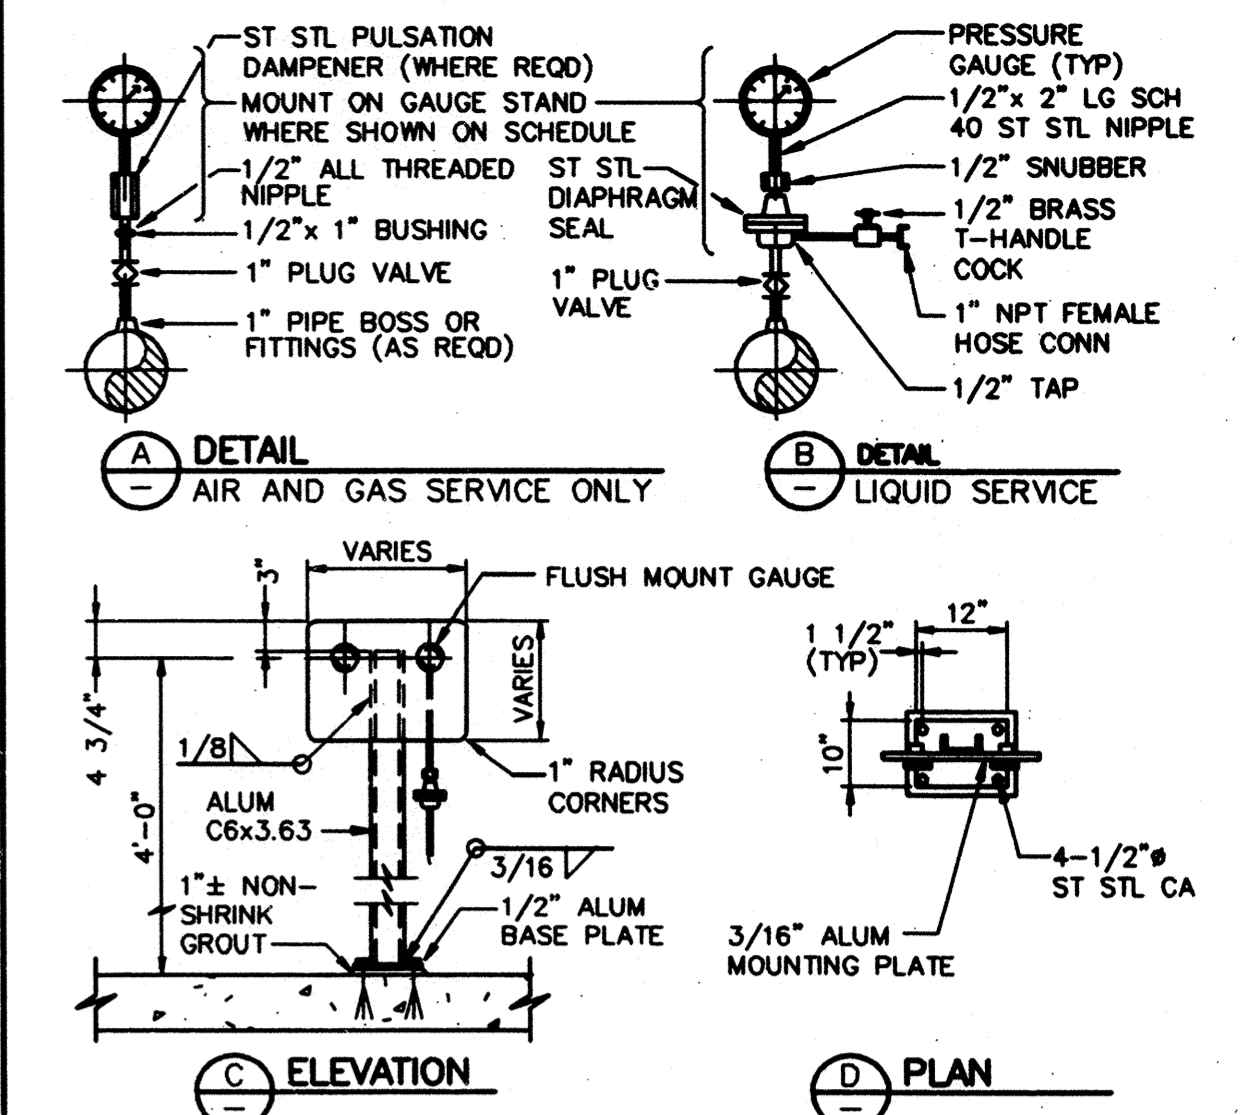 ST STL PULSATION
DAMPENER (WHERE REQD)
MOUNT ON GAUGE STAND
WHERE SHOWN ON SCHEDULE
1/2" ALL THREADED
NIPPLE
1/2"x 1" BUSHING
1" PLUG VALVE
1" PIPE BOSS OR
FITTINGS (AS REQD)
A
—
DETAIL
AIR AND GAS SERVICE ONLY
PRESSURE
GAUGE (TYP)
1/2"x 2" LG SCH
40 ST STL NIPPLE
1/2" SNUBBER
ST STL
DIAPHRAGM
SEAL
1/2" BRASS
T-HANDLE
COCK
1" PLUG
VALVE
1" NPT FEMALE
HOSE CONN
1/2" TAP
B
—
DETAIL
LIQUID SERVICE
VARIES
3"
FLUSH MOUNT GAUGE
VARIES
4 3/4"
1/8
1" RADIUS
CORNERS
ALUM
C6x3.63
4'-0"
3/16
1"± NON-
SHRINK
GROUT
1/2" ALUM
BASE PLATE
C
—
ELEVATION
12"
1 1/2"
(TYP)
10"
4-1/2"ø
ST STL CA
3/16" ALUM
MOUNTING PLATE
D
—
PLAN